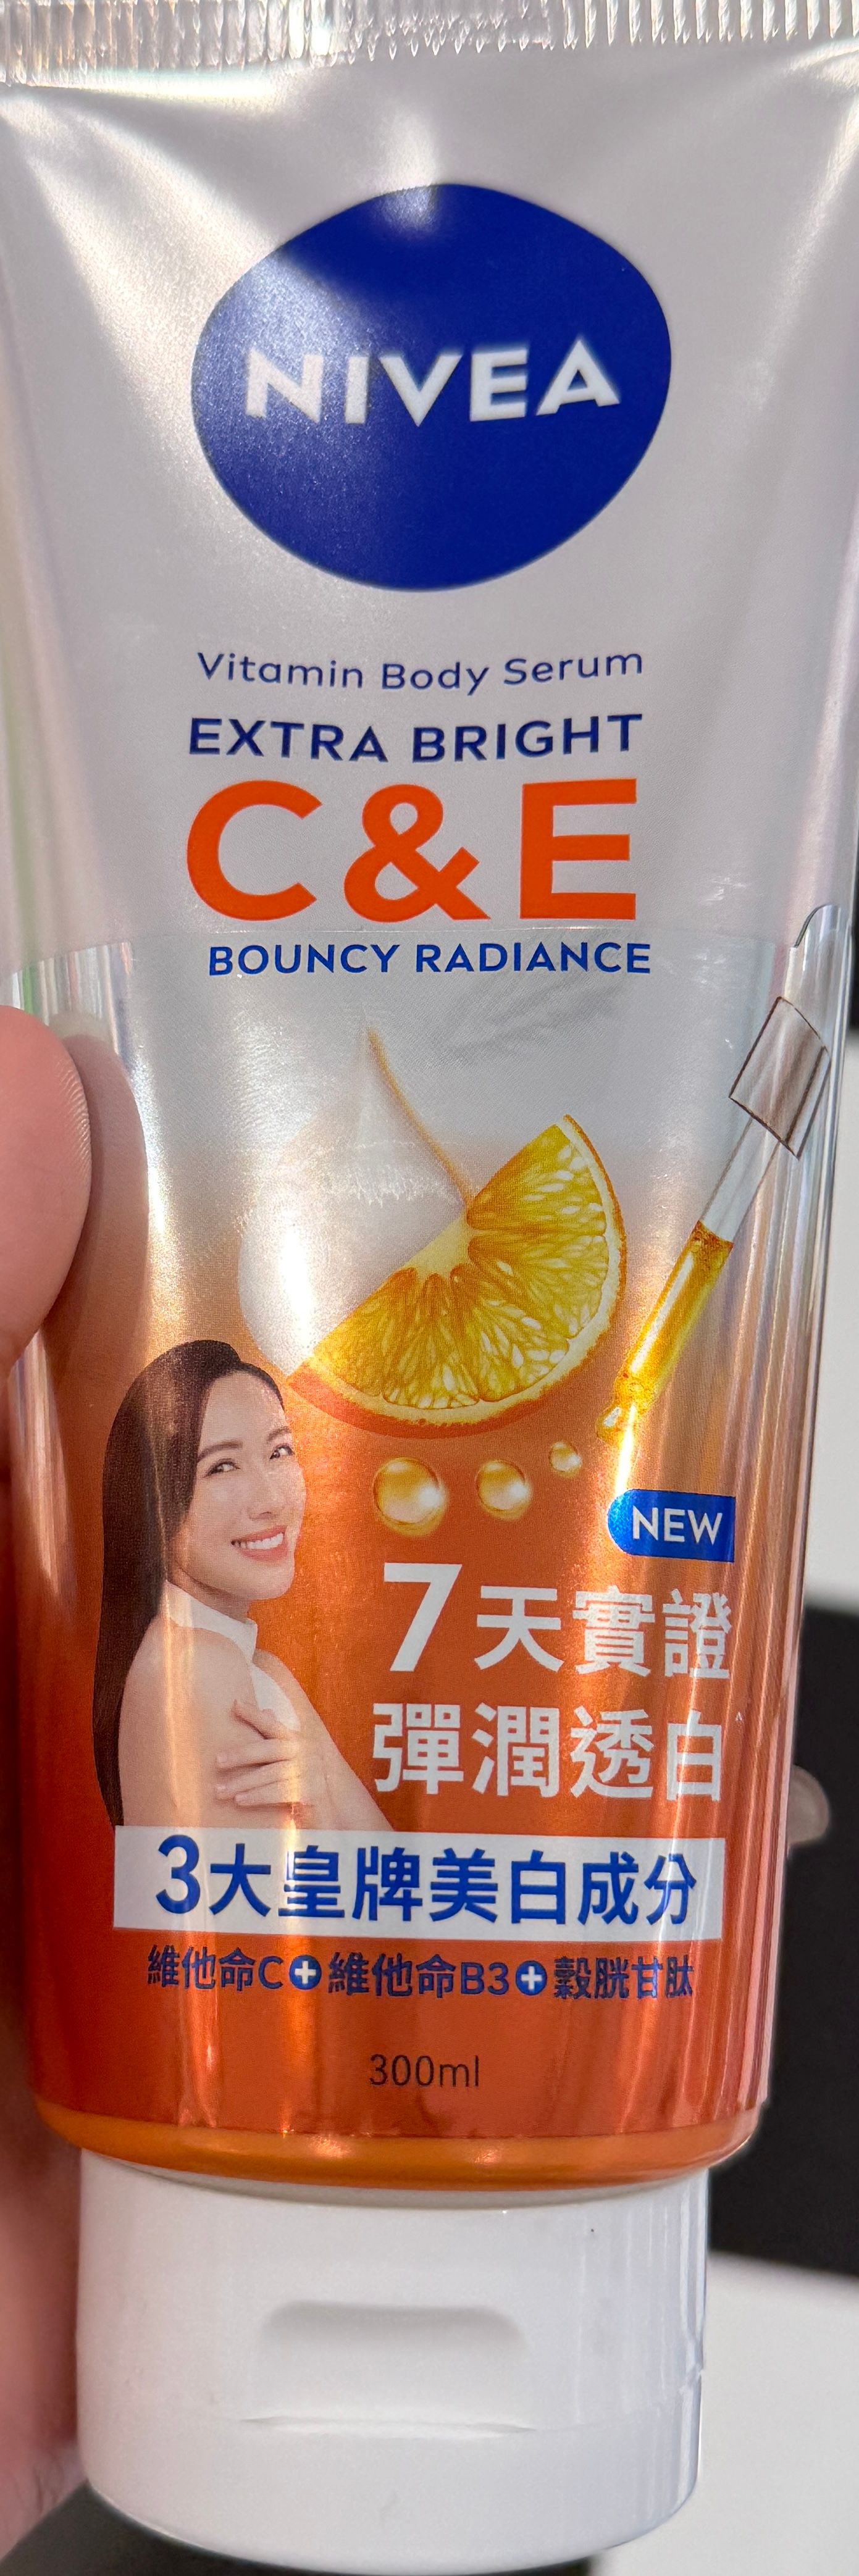 NIVEA
Vitamin Body Serum
EXTRA BRIGHT
C&E
BOUNCY RADIANCE
NEW
7天實證
彈潤透白^
3大皇牌美白成分
維他命C+維他命B3+穀胱甘肽
300ml